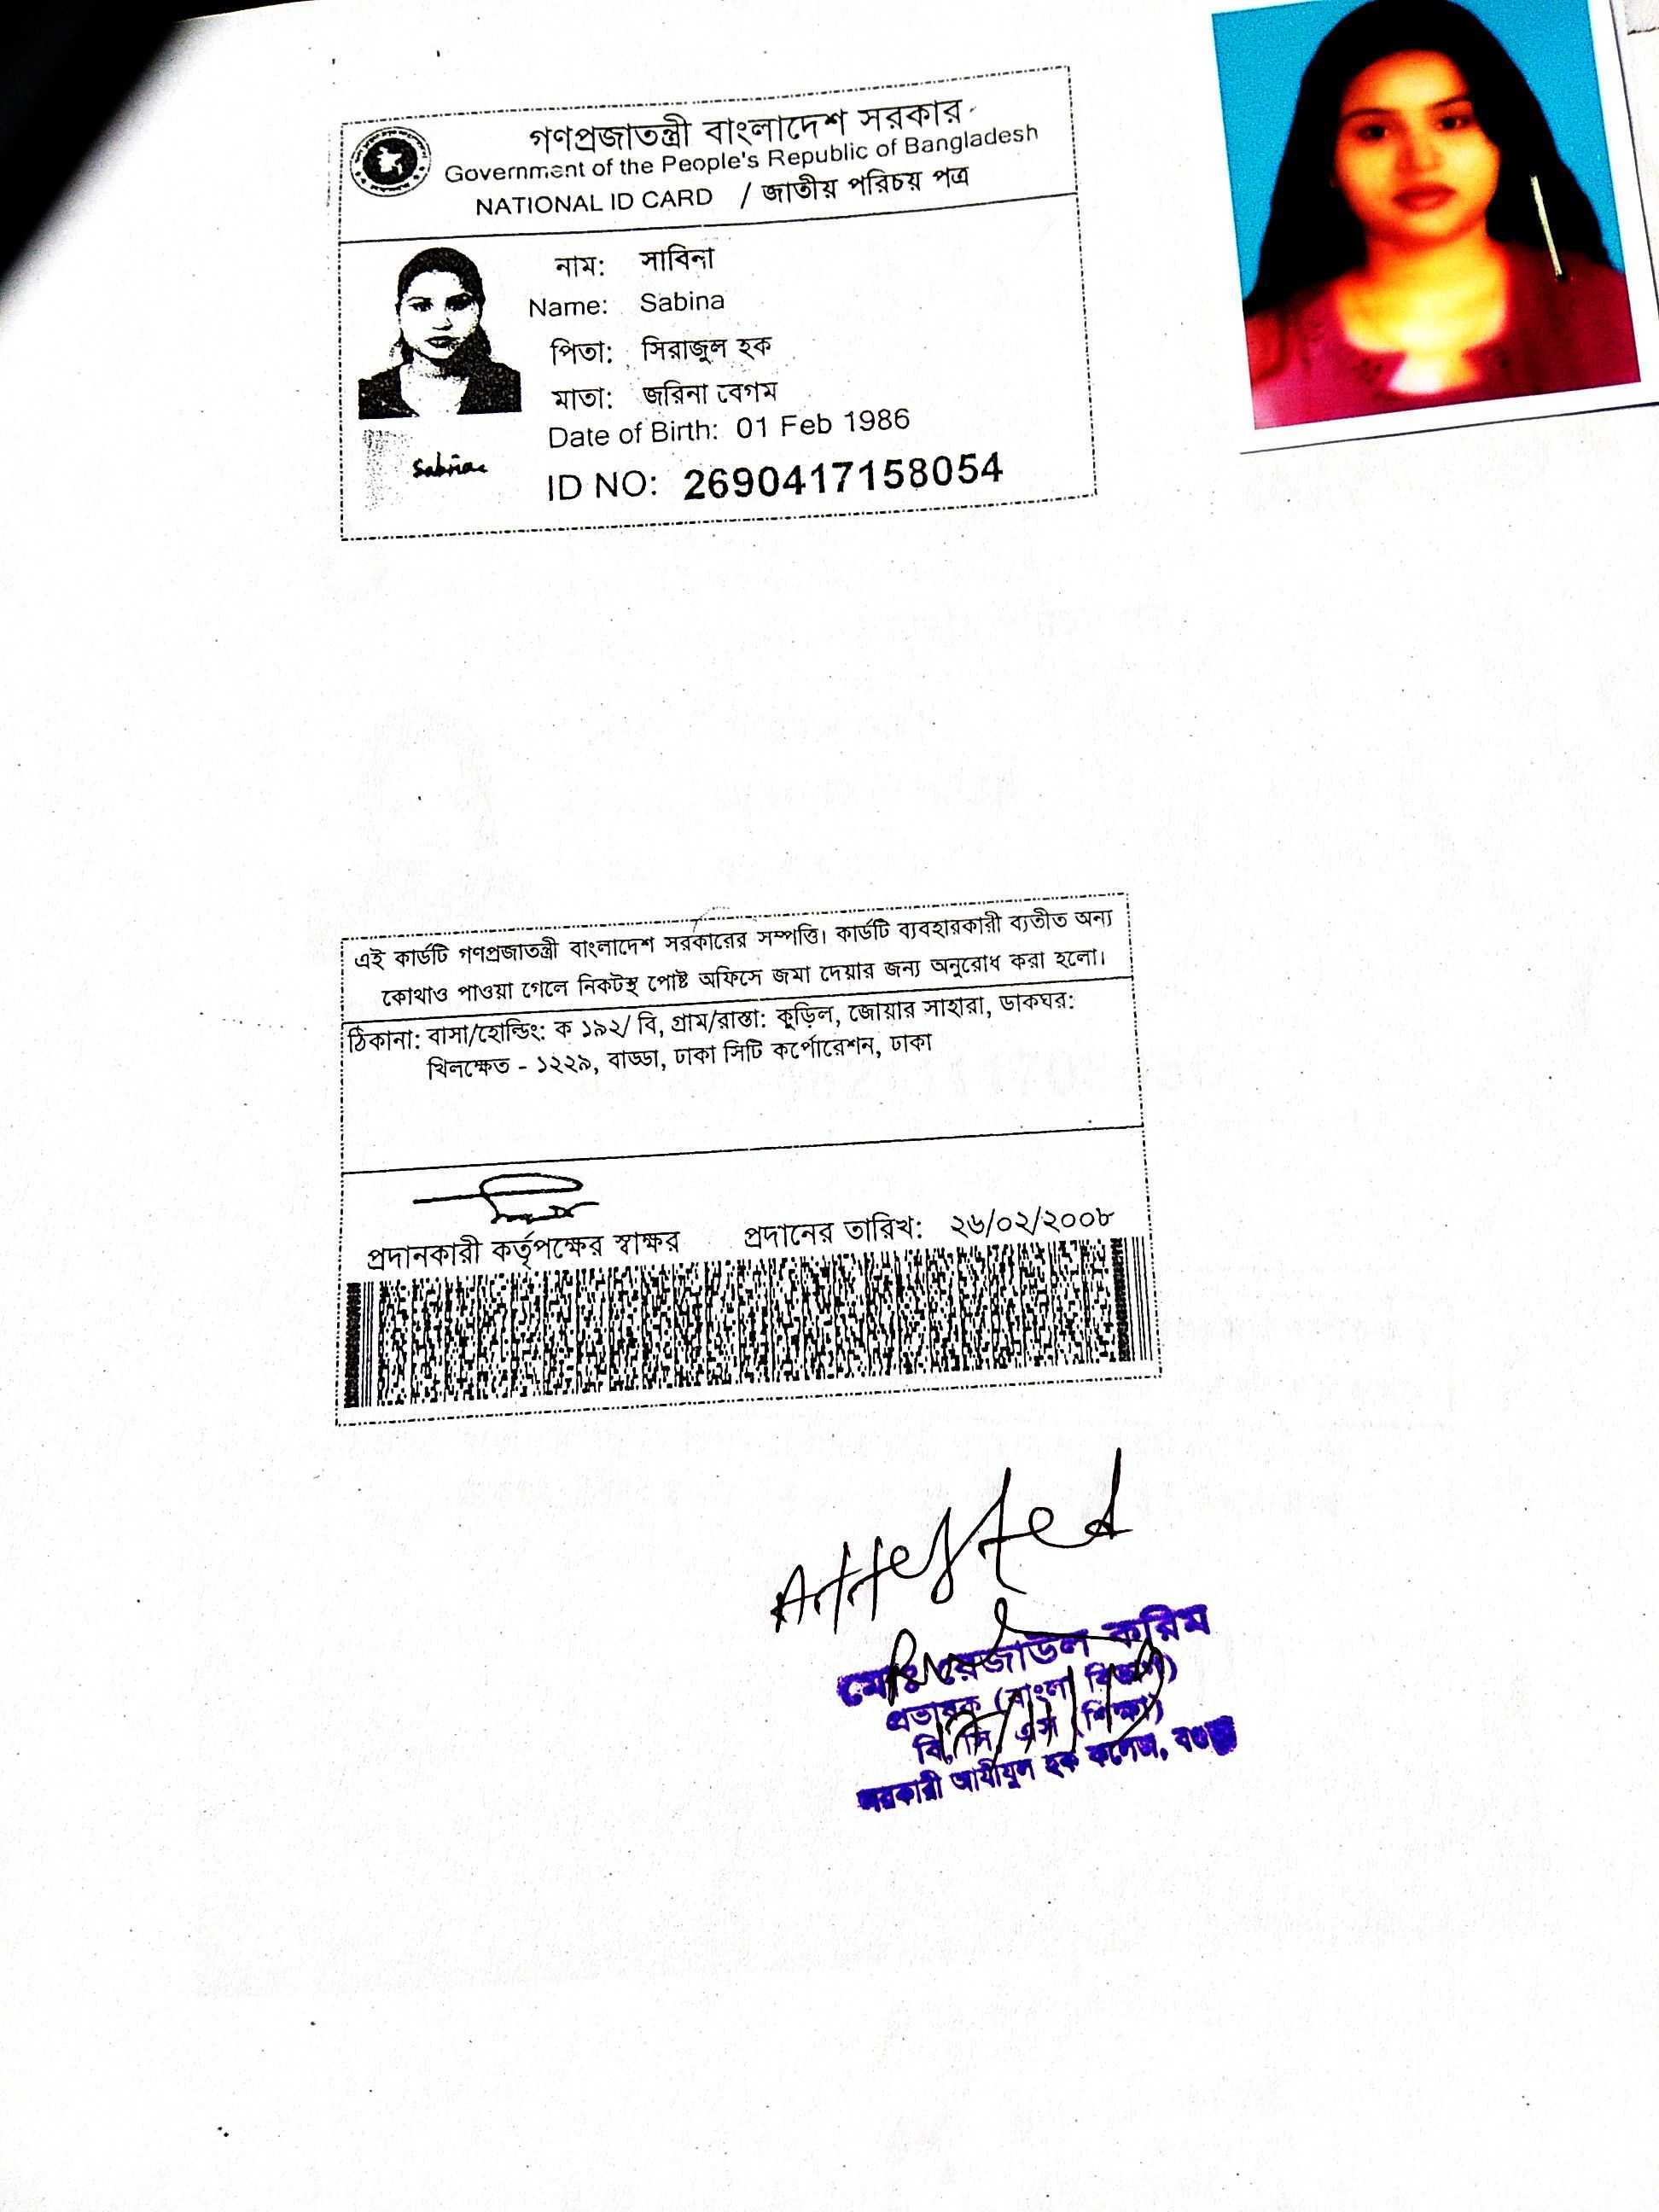 গণপ্রজাতন্ত্রী বাংলাদেশ সরকার
Government of the People's Republic of Bangladesh
NATIONAL ID CARD / জাতীয় পরিচয় পত্র
নাম: সাবিনা
Name: Sabina
পিতা: সিরাজুল হক
মাতা: জরিনা বেগম
Date of Birth: 01 Feb 1986
Sabina
ID NO: 2690417158054
এই কার্ডটি গণপ্রজাতন্ত্রী বাংলাদেশ সরকারের সম্পত্তি। কার্ডটি ব্যবহারকারী ব্যতীত অন্য
কোথাও পাওয়া গেলে নিকটস্থ পোষ্ট অফিসে জমা দেয়ার জন্য অনুরোধ করা হলো।
ঠিকানা: বাসা/হোল্ডিং: ক ১৯২/ বি, গ্রাম/রাস্তা: কুড়িল, জোয়ার সাহারা, ডাকঘর:
খিলক্ষেত - ১২২৯, বাড্ডা, ঢাকা সিটি কর্পোরেশন, ঢাকা
প্রদানকারী কর্তৃপক্ষের স্বাক্ষর প্রদানের তারিখ: ২৬/০২/২০০৮
Attested
মোঃ রেজাউল করিম
প্রভাষক (বাংলা বিভাগ)
বি, সি, এস (শিক্ষা)
সরকারী আযীযুল হক কলেজ, বগুড়া